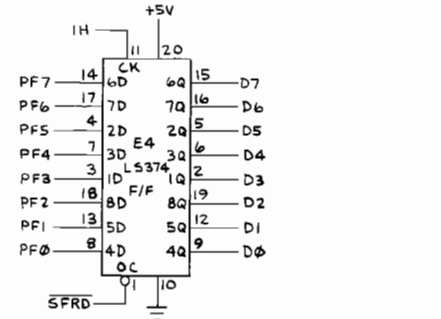 +5V
1H
11 20
CK
PF7 14 6D 6Q 15 D7
PF6 17 7D 7Q 16 D6
PF5 4 2D 2Q 5 D5
E4
PF4 7 3D 3Q 6 D4
LS374
PF3 3 1D 1Q 2 D3
F/F
PF2 18 8D 8Q 19 D2
PF1 13 5D 5Q 12 D1
PF0 8 4D 4Q 9 D0
OC
SFRD 1 10